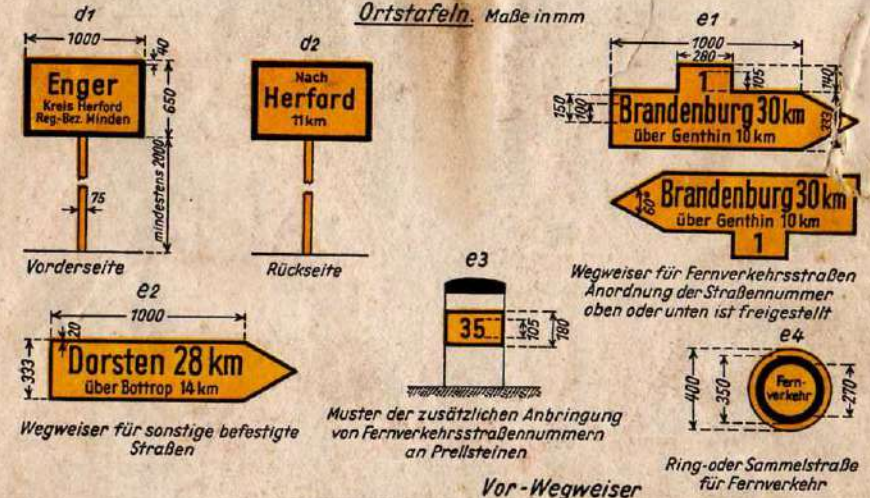 Ortstafeln. Maße in mm
d1
1000
40
Enger
Kreis Herford
Reg.-Bez. Minden
650
mindestens 2000
75
Vorderseite
d2
Nach
Herford
11 km
Rückseite
e1
1000
280
1
105
140
150
100
Brandenburg 30 km
über Genthin 10 km
333
Brandenburg 30 km
über Genthin 10 km
60°
1
Wegweiser für Fernverkehrsstraßen
Anordnung der Straßennummer
oben oder unten ist freigestellt
e2
1000
20
333
Dorsten 28 km
über Bottrop 14 km
Wegweiser für sonstige befestigte
Straßen
e3
35
105
180
Muster der zusätzlichen Anbringung
von Fernverkehrsstraßennummern
an Prellsteinen
e4
400
350
Fern-
verkehr
270
Ring- oder Sammelstraße
für Fernverkehr
Vor-Wegweiser